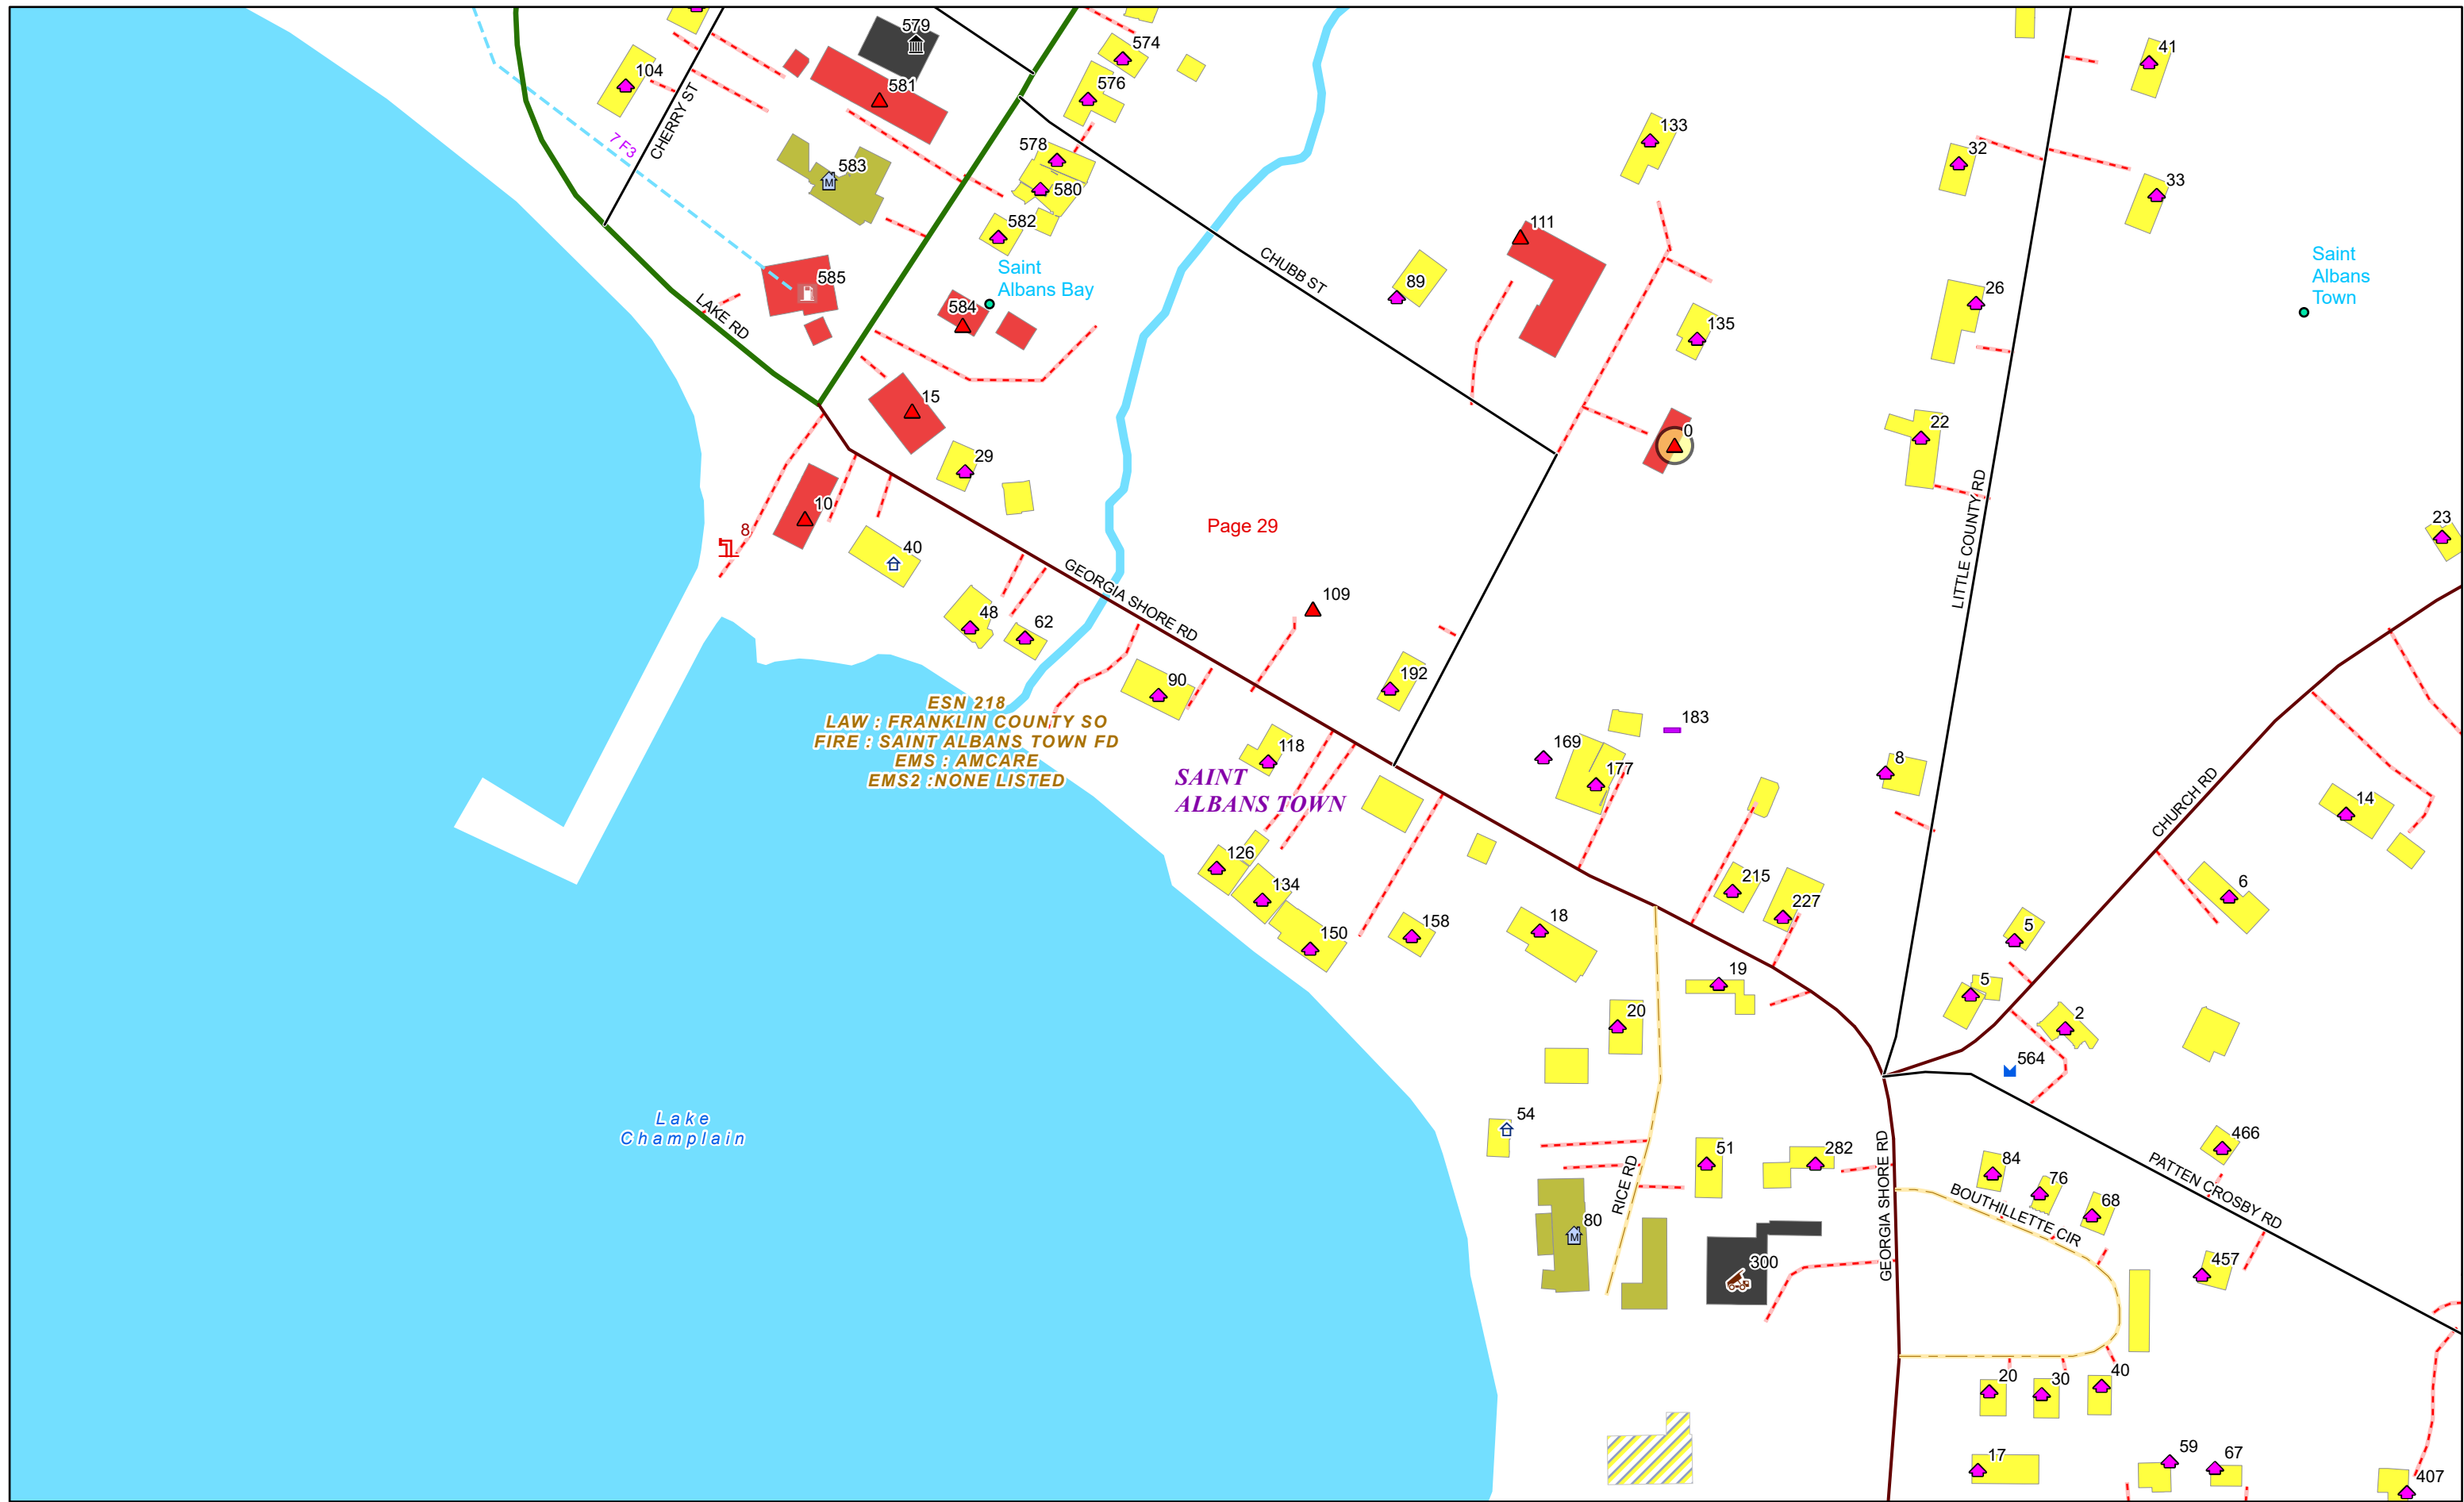 579
574
41
104
581
576
CHERRY ST
7 F3
133
578
32
583
580
33
582
111
Saint
Albans Bay
CHUBB ST
Saint
Albans
Town
585
89
26
LAKE RD
584
135
15
22
0
29
LITTLE COUNTY RD
10
Page 29
23
8
40
GEORGIA SHORE RD
109
48
62
192
90
ESN 218
LAW : FRANKLIN COUNTY SO
FIRE : SAINT ALBANS TOWN FD
EMS : AMCARE
EMS2 :NONE LISTED
183
118
169
SAINT
ALBANS TOWN
177
8
CHURCH RD
14
126
134
215
6
227
150
158
18
5
19
5
20
2
564
Lake
Champlain
54
466
51
282
84
RICE RD
GEORGIA SHORE RD
76
PATTEN CROSBY RD
68
BOUTHILLETTE CIR
80
M
300
457
20
30
40
17
59
67
407
M